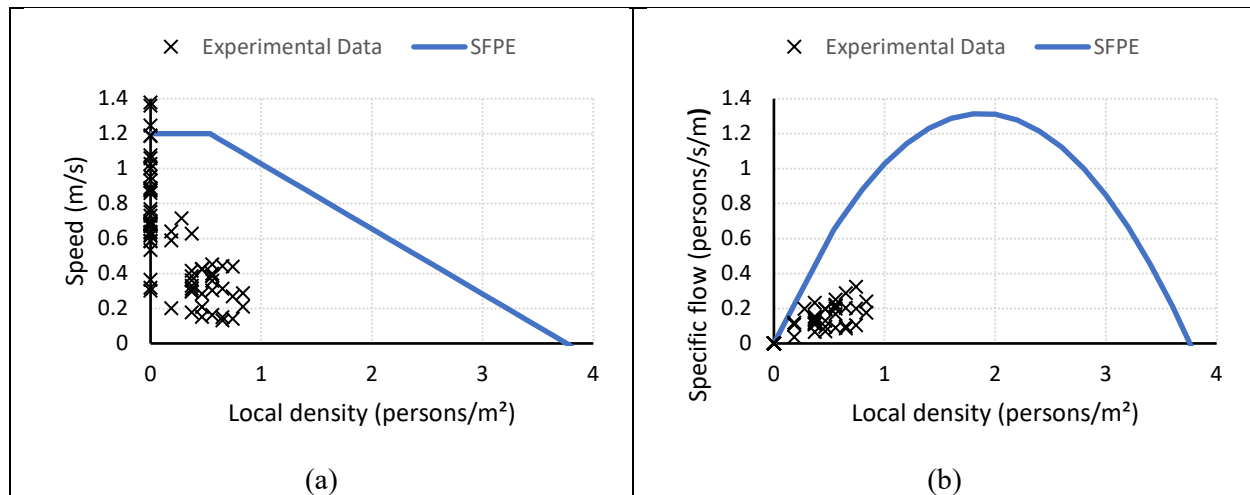 Experimental Data
SFPE
1.4
1.2
1
0.8
0.6
0.4
0.2
0
Speed (m/s)
0 1 2 3 4
Local density (persons/m²)
(a)
Experimental Data
SFPE
1.4
1.2
1
0.8
0.6
0.4
0.2
0
Specific flow (persons/s/m)
0 1 2 3 4
Local density (persons/m²)
(b)